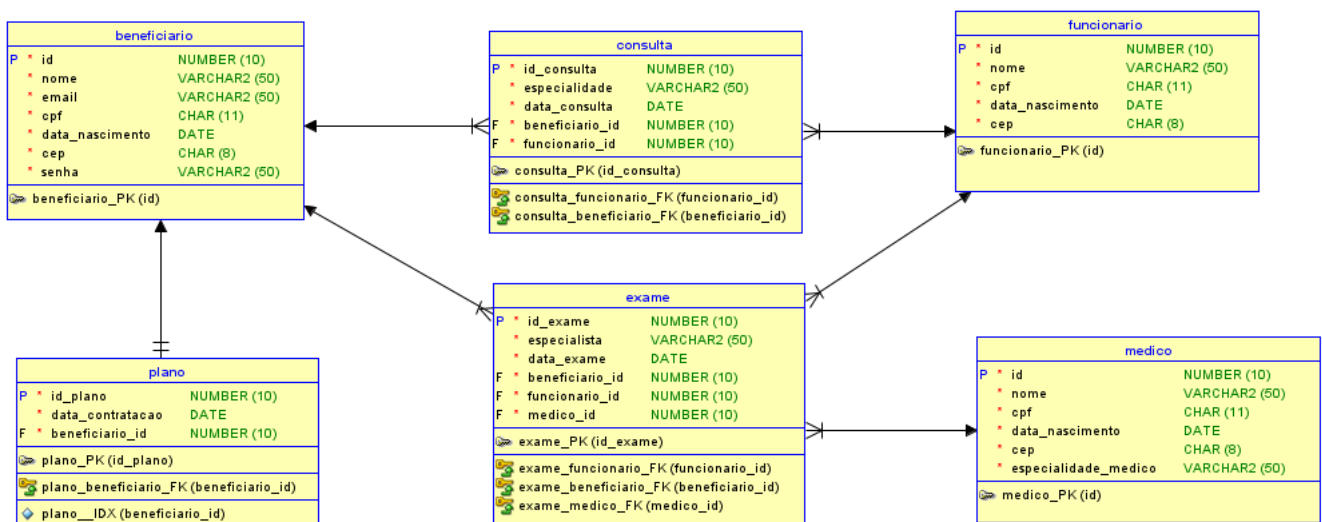 beneficiario
P * id NUMBER (10)
* nome VARCHAR2 (50)
* email VARCHAR2 (50)
* cpf CHAR (11)
* data_nascimento DATE
* cep CHAR (8)
* senha VARCHAR2 (50)
beneficiario_PK (id)
consulta
P * id_consulta NUMBER (10)
* especialidade VARCHAR2 (50)
* data_consulta DATE
F * beneficiario_id NUMBER (10)
F * funcionario_id NUMBER (10)
consulta_PK (id_consulta)
consulta_funcionario_FK (funcionario_id)
consulta_beneficiario_FK (beneficiario_id)
funcionario
P * id NUMBER (10)
* nome VARCHAR2 (50)
* cpf CHAR (11)
* data_nascimento DATE
* cep CHAR (8)
funcionario_PK (id)
plano
P * id_plano NUMBER (10)
* data_contratacao DATE
F * beneficiario_id NUMBER (10)
plano_PK (id_plano)
plano_beneficiario_FK (beneficiario_id)
plano__IDX (beneficiario_id)
exame
P * id_exame NUMBER (10)
* especialista VARCHAR2 (50)
* data_exame DATE
F * beneficiario_id NUMBER (10)
F * funcionario_id NUMBER (10)
F * medico_id NUMBER (10)
exame_PK (id_exame)
exame_funcionario_FK (funcionario_id)
exame_beneficiario_FK (beneficiario_id)
exame_medico_FK (medico_id)
medico
P * id NUMBER (10)
* nome VARCHAR2 (50)
* cpf CHAR (11)
* data_nascimento DATE
* cep CHAR (8)
* especialidade_medico VARCHAR2 (50)
medico_PK (id)